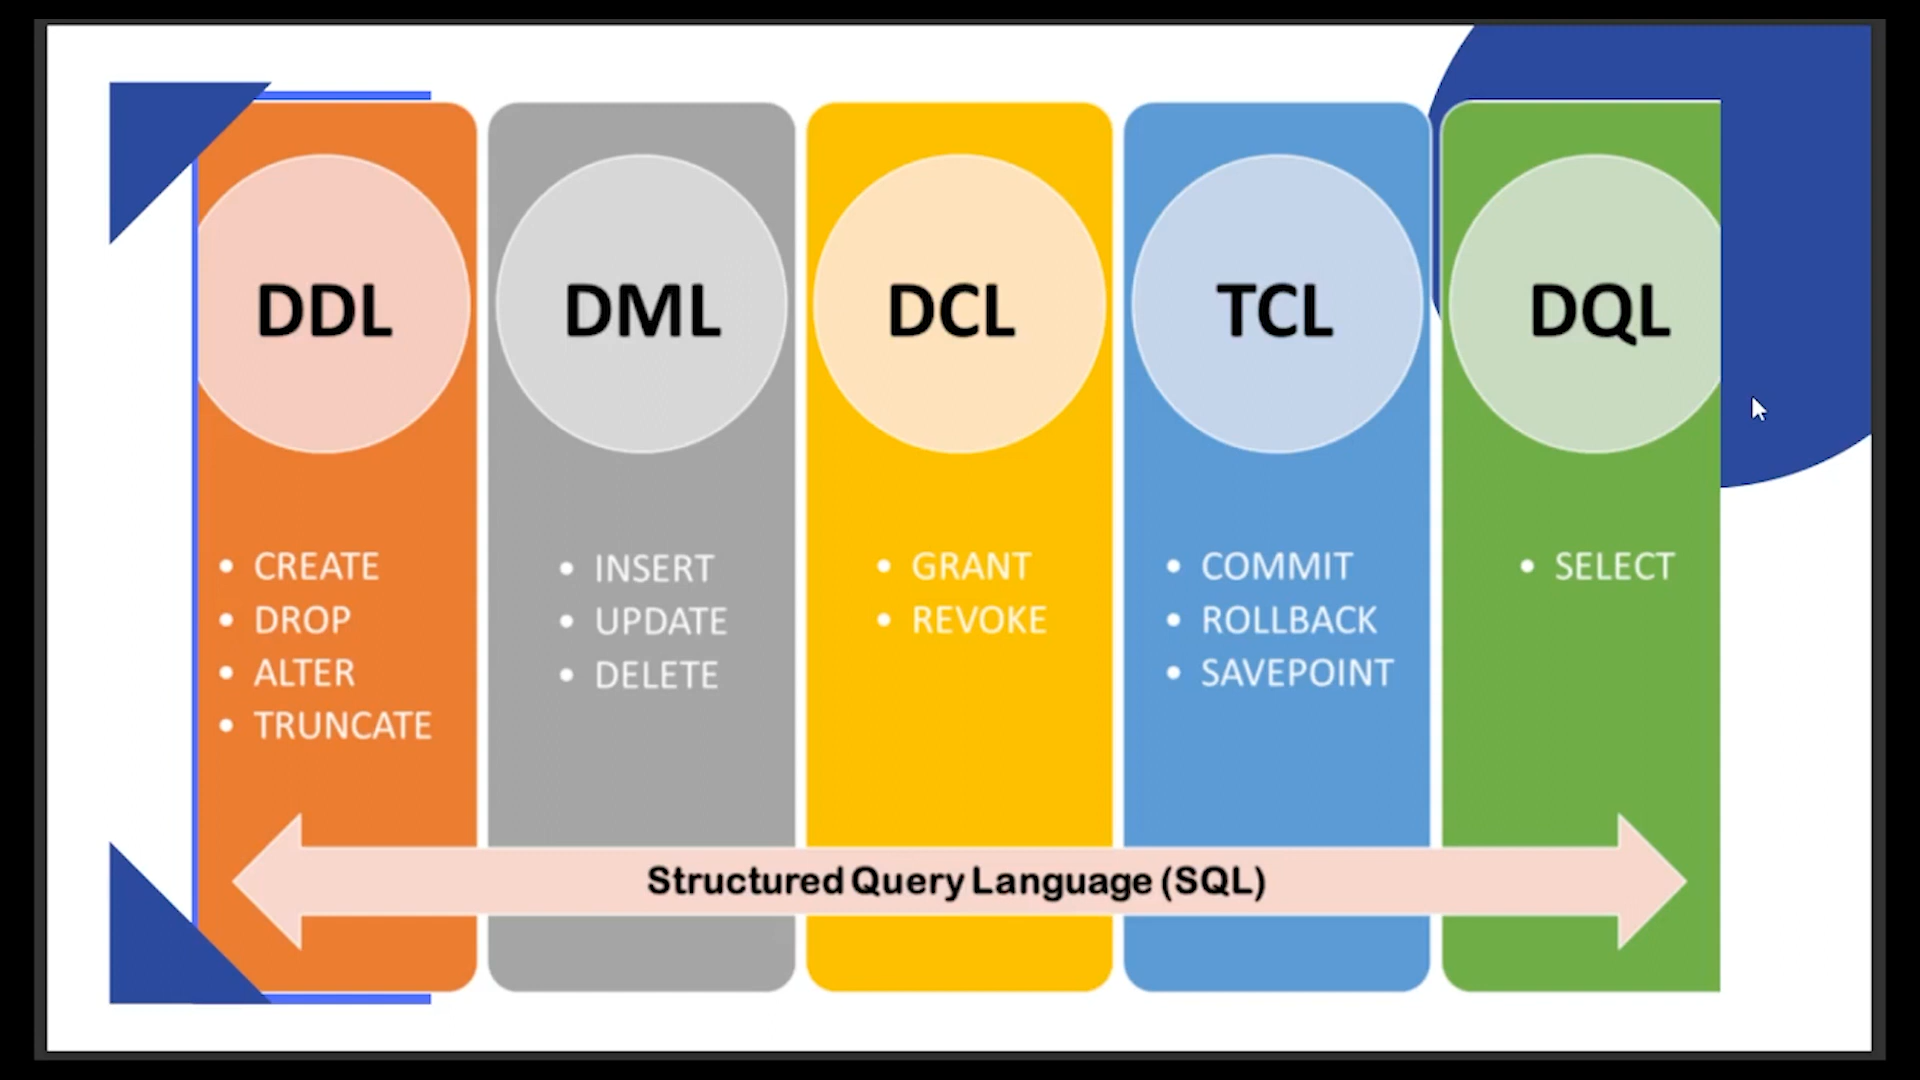 DDL
CREATE
DROP
ALTER
TRUNCATE
DML
INSERT
UPDATE
DELETE
DCL
GRANT
REVOKE
TCL
COMMIT
ROLLBACK
SAVEPOINT
DQL
SELECT
Structured Query Language (SQL)